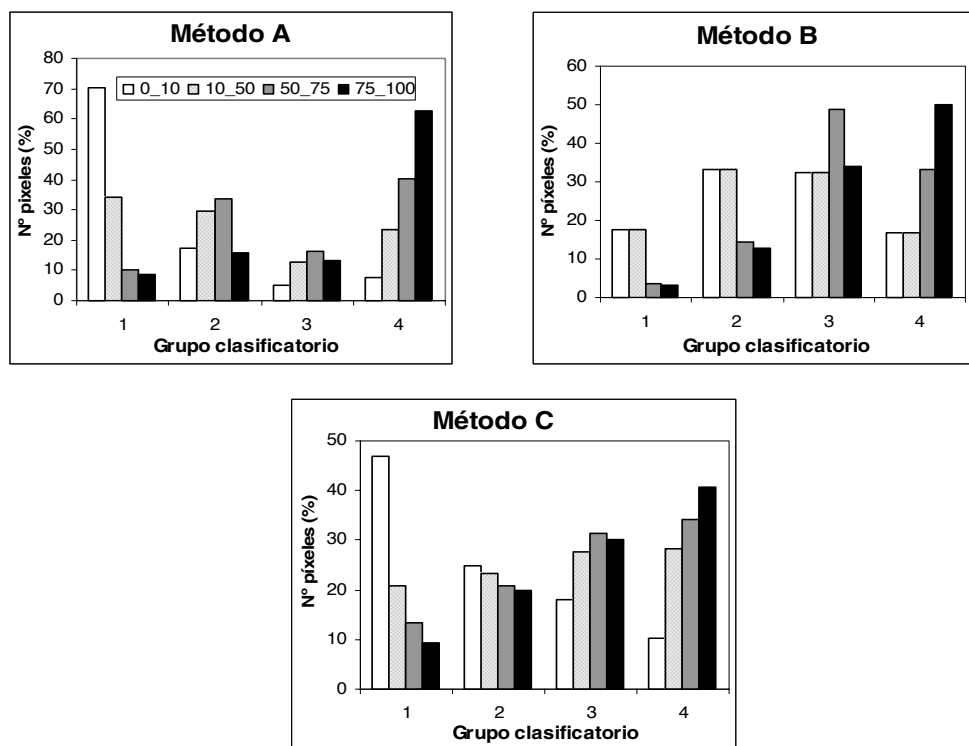 Método A
80
70
60
50
40
30
20
10
0
Nº píxeles (%)
0_10 10_50 50_75 75_100
1 2 3 4
Grupo clasificatorio
Método B
60
50
40
30
20
10
0
Nº píxeles (%)
1 2 3 4
Grupo clasificatorio
Método C
50
40
30
20
10
0
Nº píxeles (%)
1 2 3 4
Grupo clasificatorio